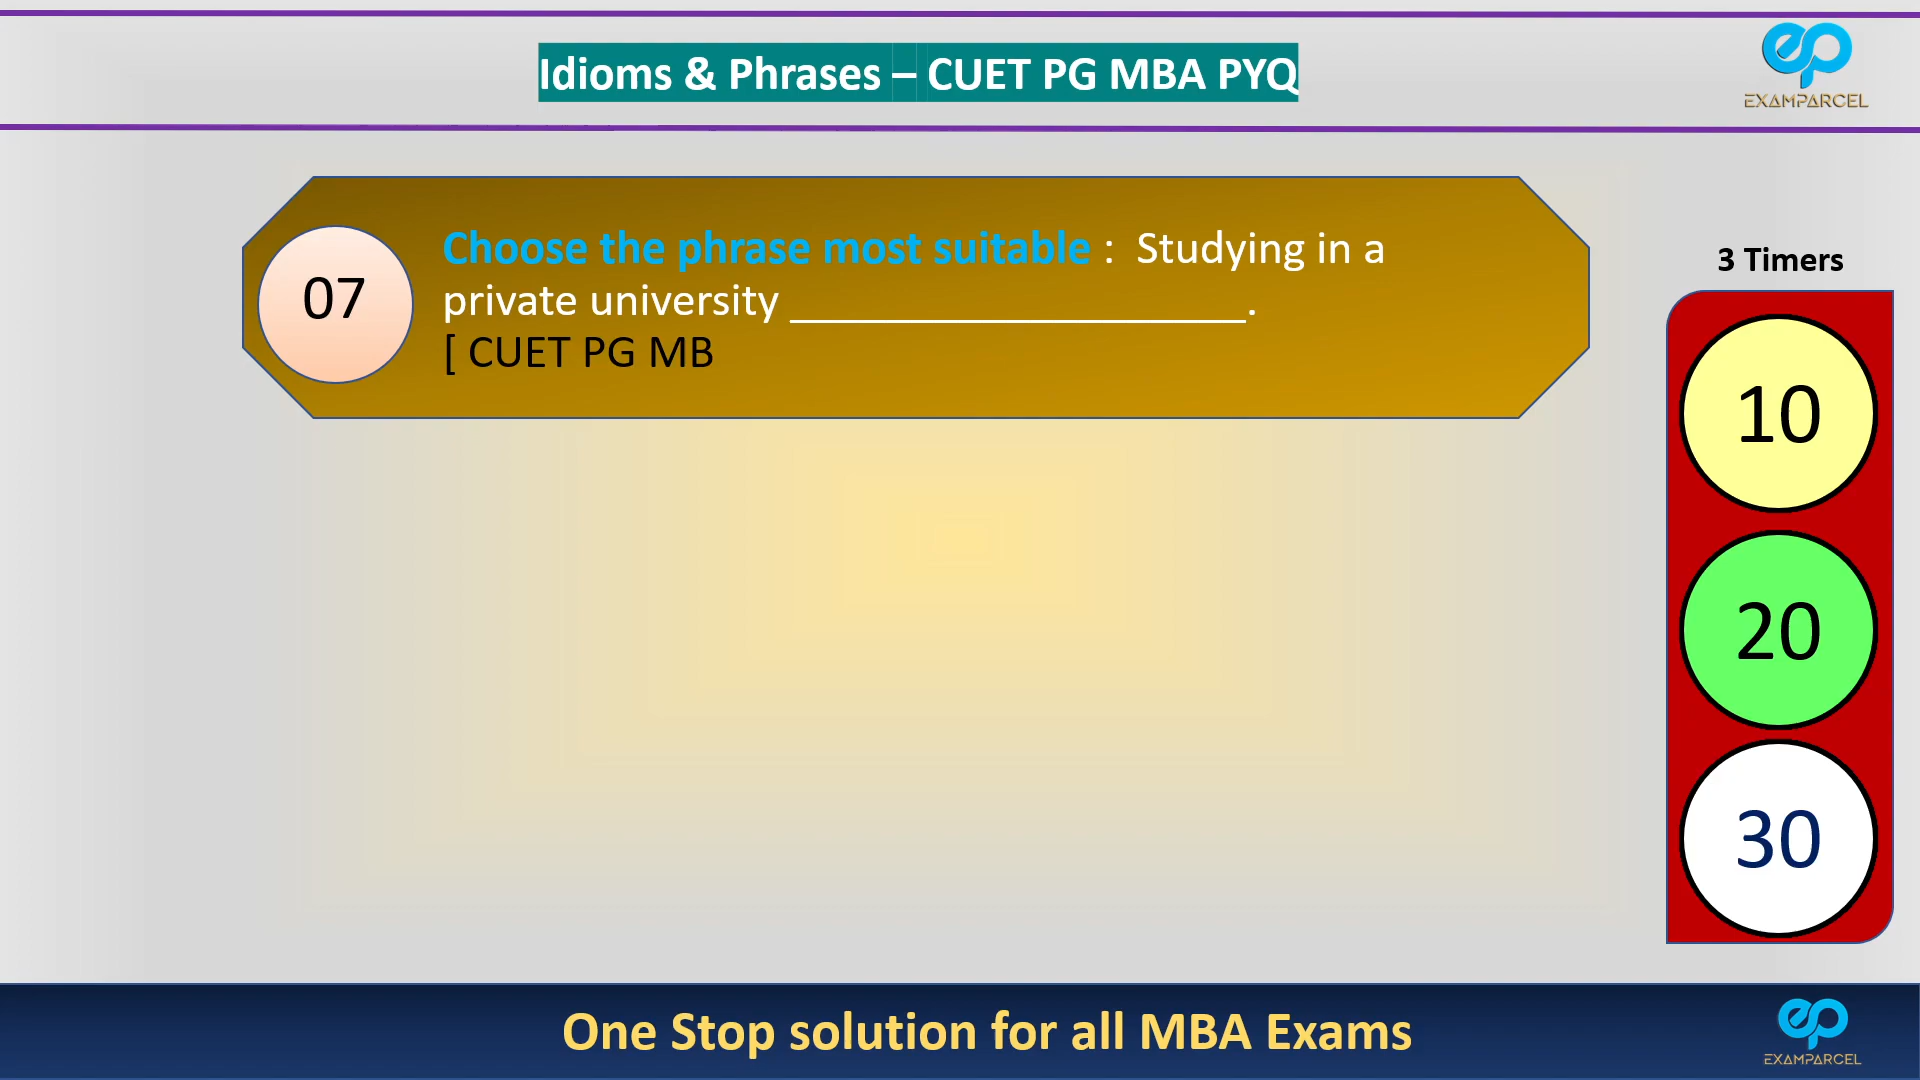 Idioms & Phrases – CUET PG MBA PYQ
EXAMPARCEL
07
Choose the phrase most suitable : Studying in a
private university ___________________.
[ CUET PG MB
3 Timers
10
20
30
One Stop solution for all MBA Exams
EXAMPARCEL